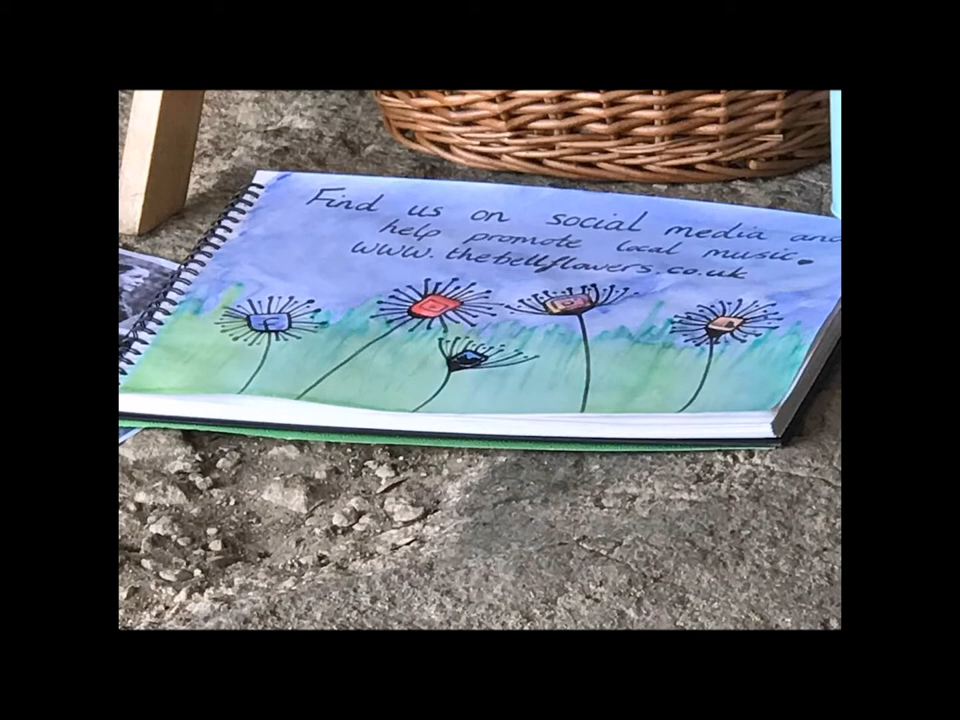 Find us on social media and
help promote local music.
www.thebellflowers.co.uk
f